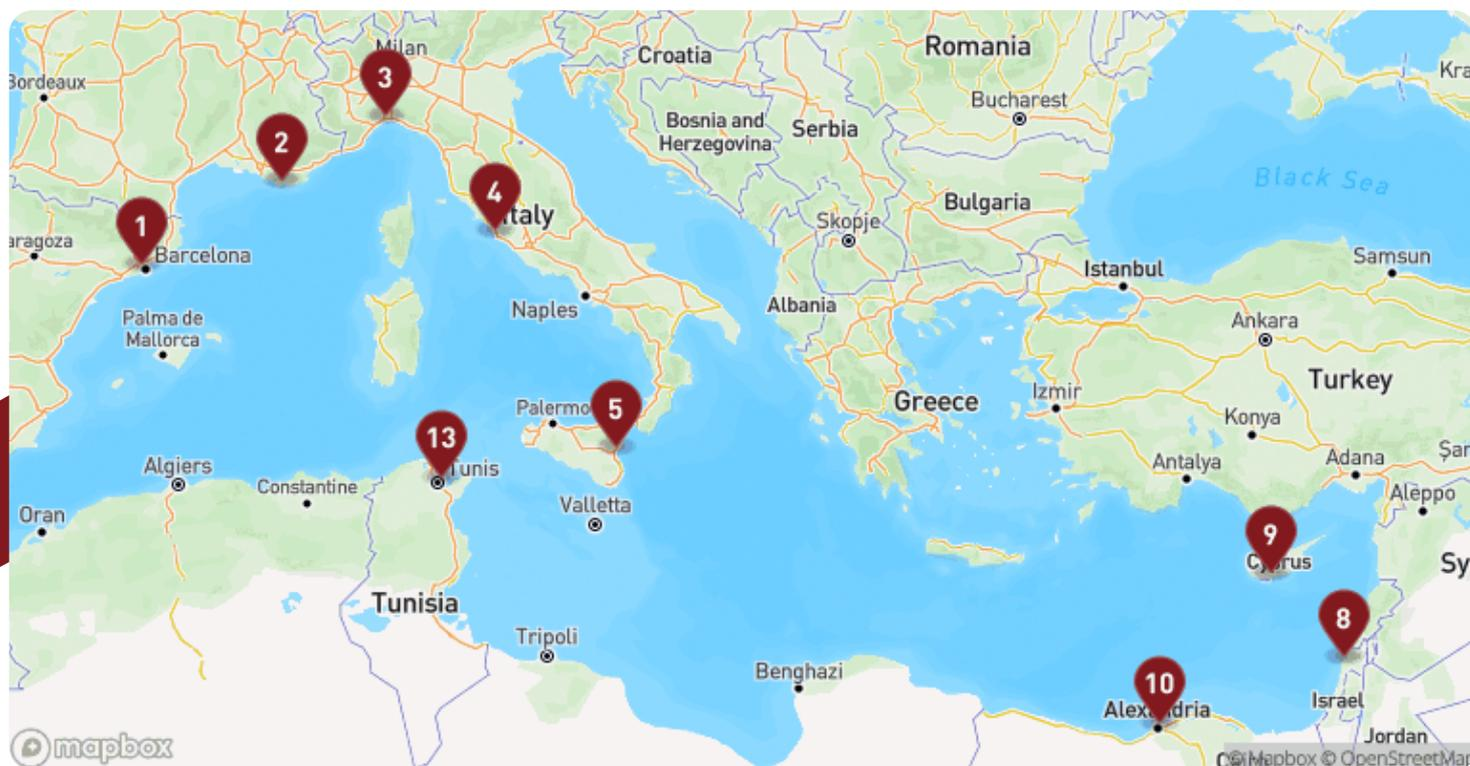 Milan
3
Croatia
Romania
Bordeaux
Kra
Bucharest
Bosnia and
Herzegovina
Serbia
2
Black Sea
4
Italy
Bulgaria
1
Skopje
aragoza
Barcelona
Istanbul
Samsun
Naples
Albania
Palma de
Mallorca
Ankara
Turkey
Izmir
Greece
Palermo
5
Konya
13
Tunis
Algiers
Constantine
Antalya
Adana
Şar
Valletta
Aleppo
Oran
9
Cyprus
Sy
Tunisia
8
Tripoli
Benghazi
10
Alexandria
Israel
Jordan
mapbox
© Mapbox © OpenStreetMap